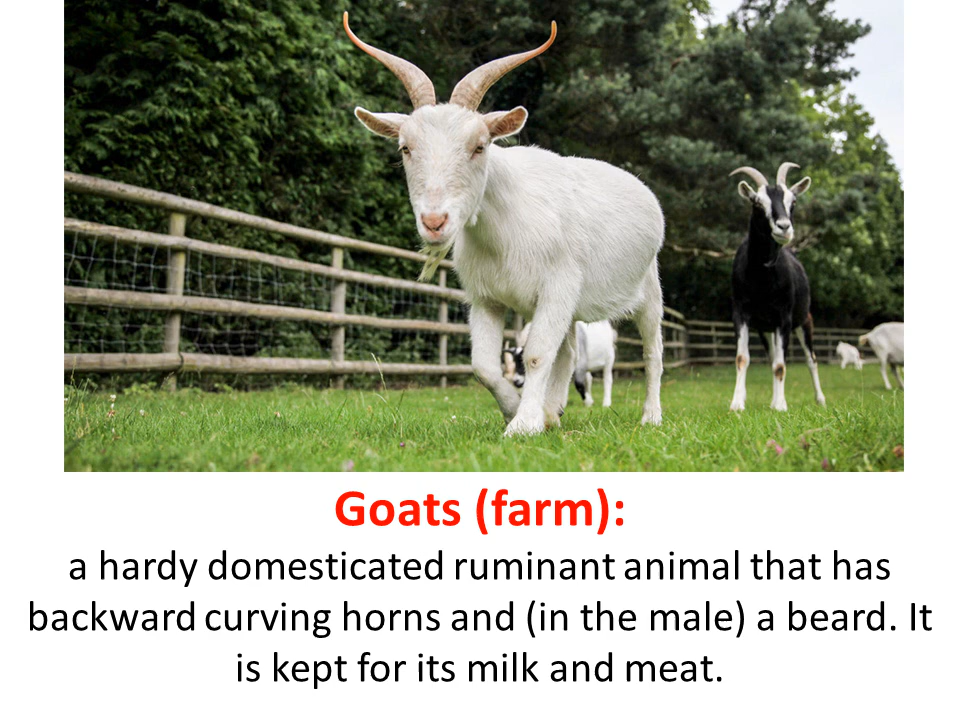 Goats (farm):
a hardy domesticated ruminant animal that has
backward curving horns and (in the male) a beard. It
is kept for its milk and meat.